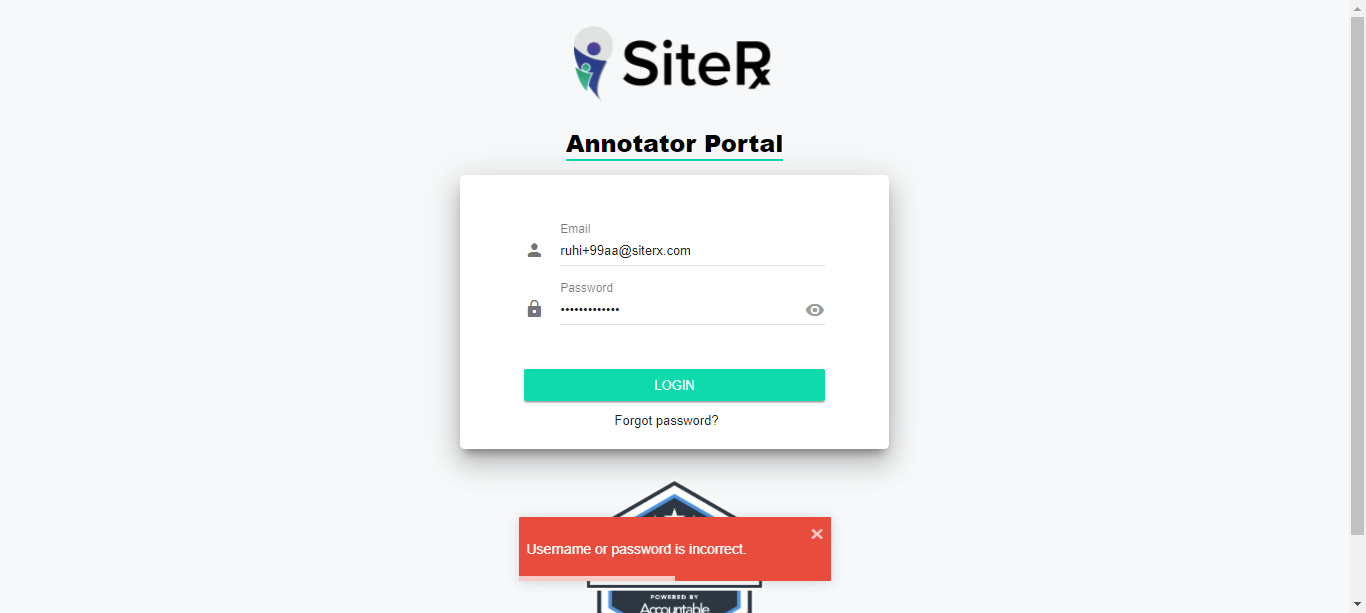 SiteRx
Annotator Portal
Email
ruhi+99aa@siterx.com
Password
•••••••••••••
LOGIN
Forgot password?
Username or password is incorrect.
×
POWERED BY
Accountable